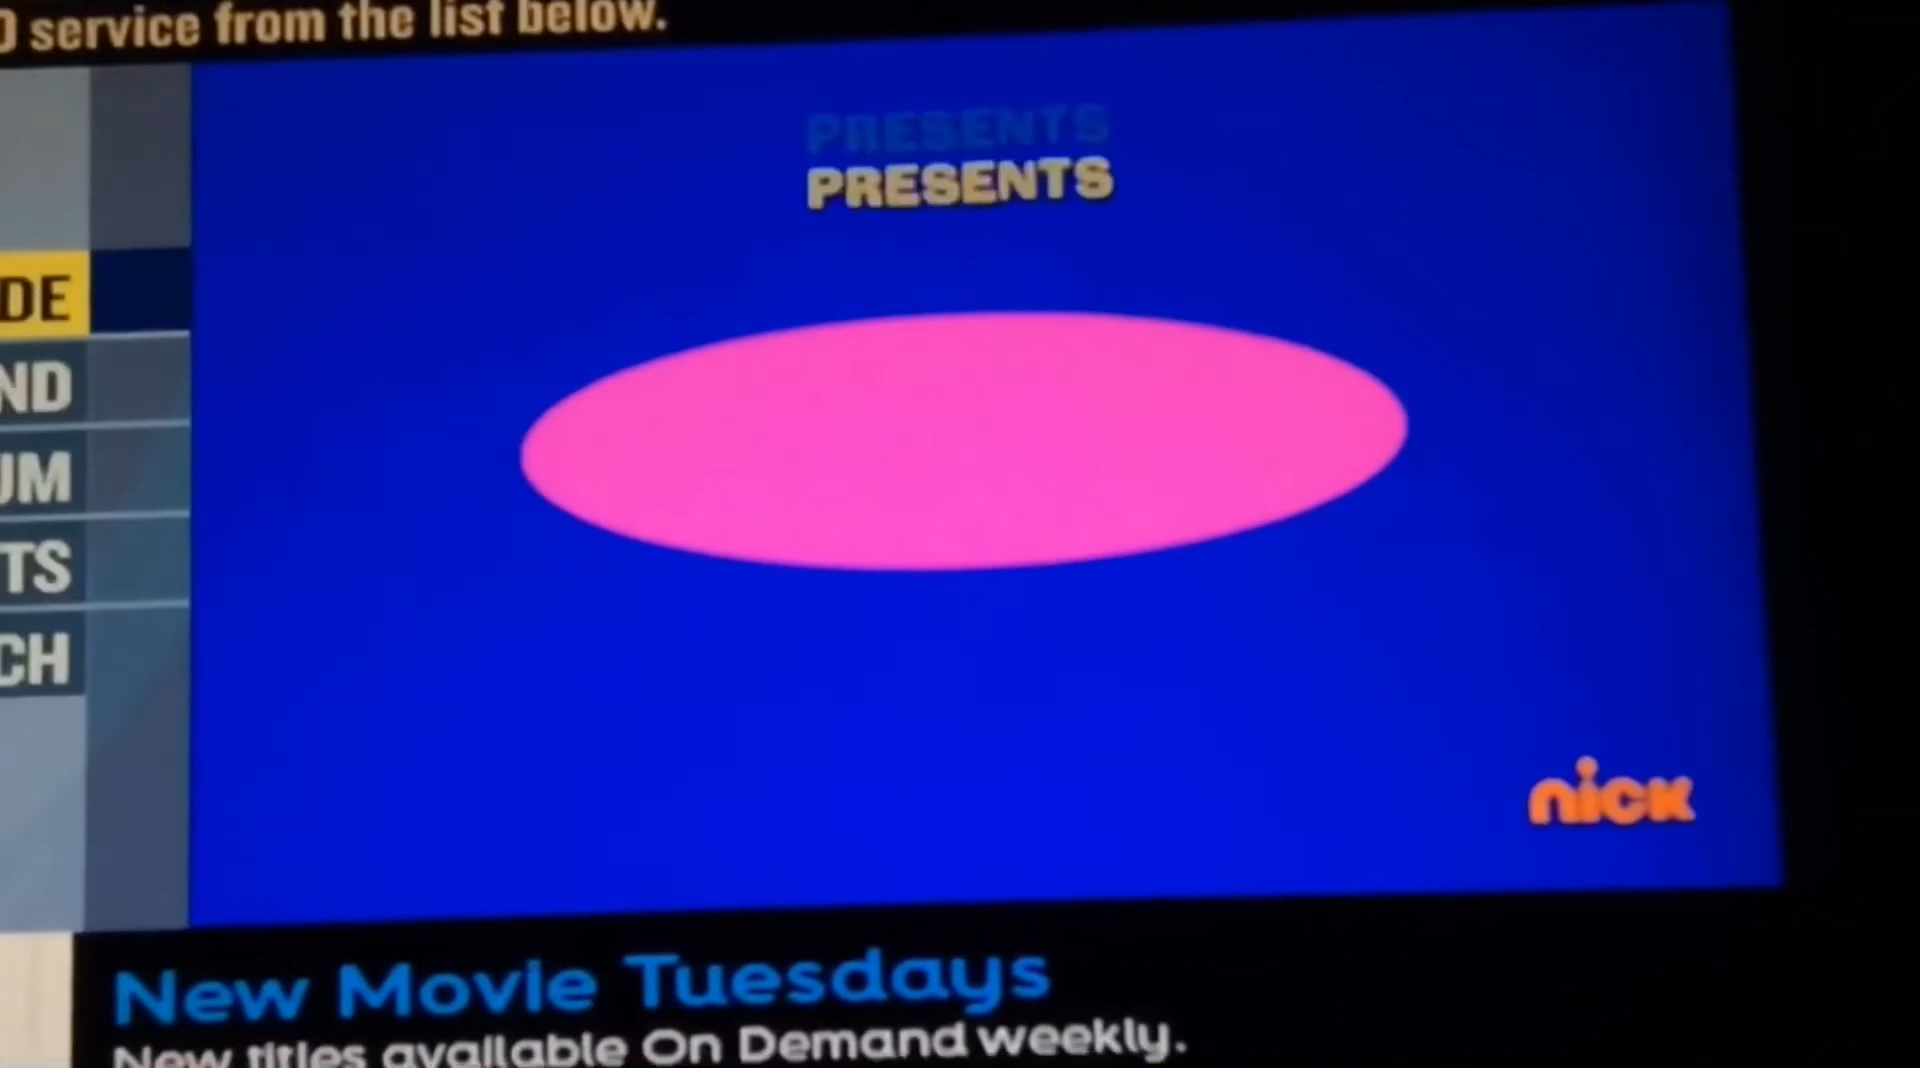 service from the list below.
PRESENTS
PRESENTS
DE
ND
UM
TS
CH
nick
New Movie Tuesdays
New titles available On Demand weekly.